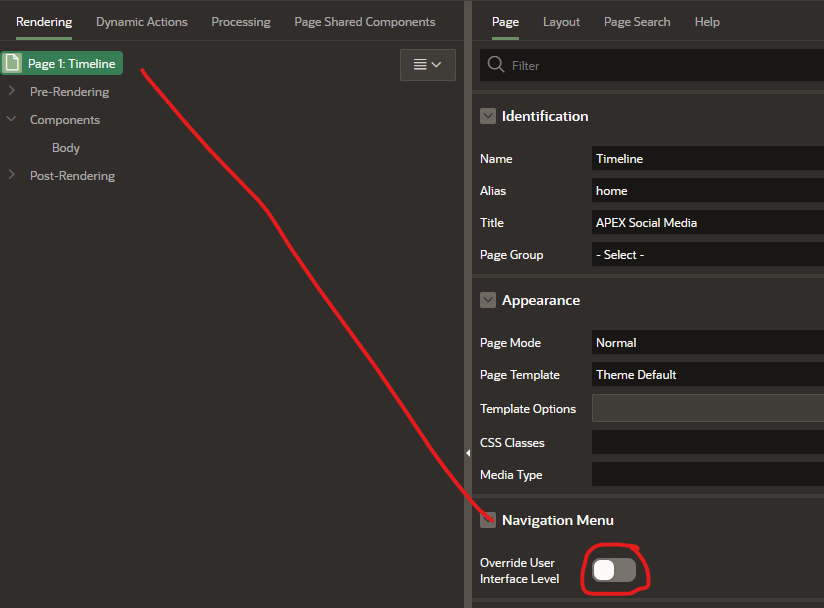 Rendering
Dynamic Actions
Processing
Page Shared Components
Page 1: Timeline
Pre-Rendering
Components
Body
Post-Rendering
Page
Layout
Page Search
Help
Filter
Identification
Name Timeline
Alias home
Title APEX Social Media
Page Group - Select -
Appearance
Page Mode Normal
Page Template Theme Default
Template Options
CSS Classes
Media Type
Navigation Menu
Override User
Interface Level